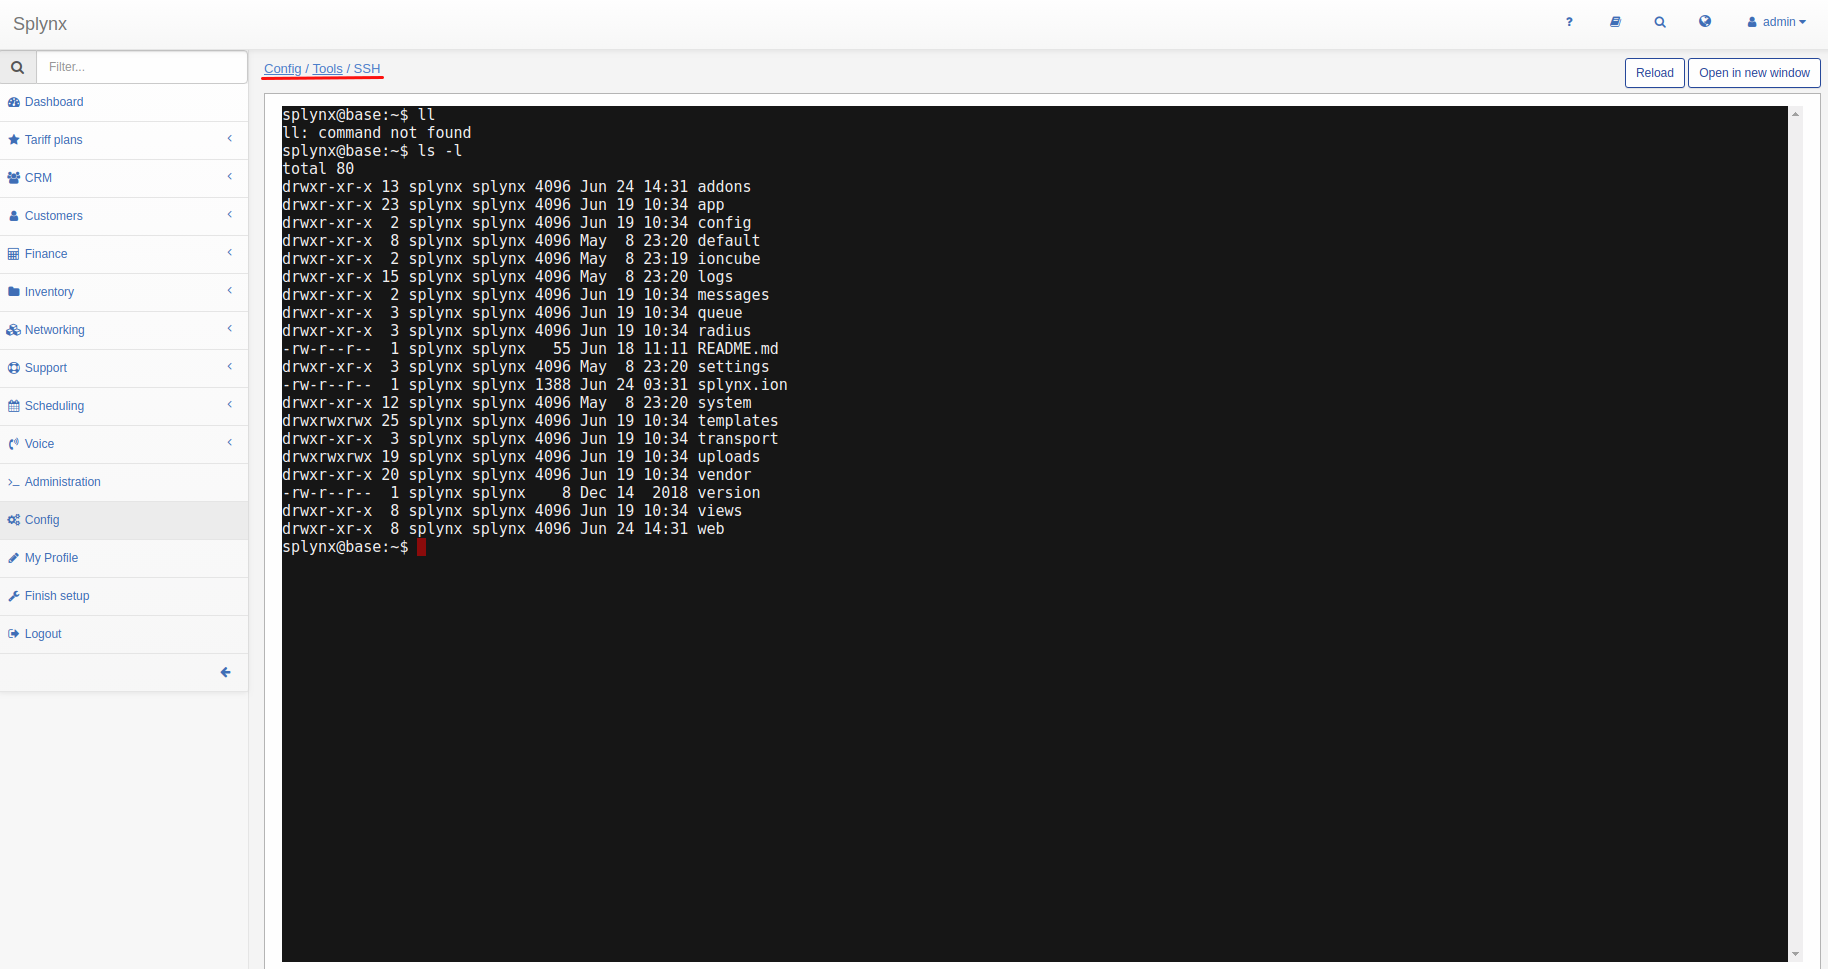 Splynx
?
admin
Filter...
Config / Tools / SSH
Reload
Open in new window
Dashboard
Tariff plans
CRM
Customers
Finance
Inventory
Networking
Support
Scheduling
Voice
Administration
Config
My Profile
Finish setup
Logout
splynx@base:~$ ll
ll: command not found
splynx@base:~$ ls -l
total 80
drwxr-xr-x 13 splynx splynx 4096 Jun 24 14:31 addons
drwxr-xr-x 23 splynx splynx 4096 Jun 19 10:34 app
drwxr-xr-x  2 splynx splynx 4096 Jun 19 10:34 config
drwxr-xr-x  8 splynx splynx 4096 May  8 23:20 default
drwxr-xr-x  2 splynx splynx 4096 May  8 23:19 ioncube
drwxr-xr-x 15 splynx splynx 4096 May  8 23:20 logs
drwxr-xr-x  2 splynx splynx 4096 Jun 19 10:34 messages
drwxr-xr-x  3 splynx splynx 4096 Jun 19 10:34 queue
drwxr-xr-x  3 splynx splynx 4096 Jun 19 10:34 radius
-rw-r--r--  1 splynx splynx   55 Jun 18 11:11 README.md
drwxr-xr-x  3 splynx splynx 4096 May  8 23:20 settings
-rw-r--r--  1 splynx splynx 1388 Jun 24 03:31 splynx.ion
drwxr-xr-x 12 splynx splynx 4096 May  8 23:20 system
drwxrwxrwx 25 splynx splynx 4096 Jun 19 10:34 templates
drwxr-xr-x  3 splynx splynx 4096 Jun 19 10:34 transport
drwxrwxrwx 19 splynx splynx 4096 Jun 19 10:34 uploads
drwxr-xr-x 20 splynx splynx 4096 Jun 19 10:34 vendor
-rw-r--r--  1 splynx splynx    8 Dec 14  2018 version
drwxr-xr-x  8 splynx splynx 4096 Jun 19 10:34 views
drwxr-xr-x  8 splynx splynx 4096 Jun 24 14:31 web
splynx@base:~$